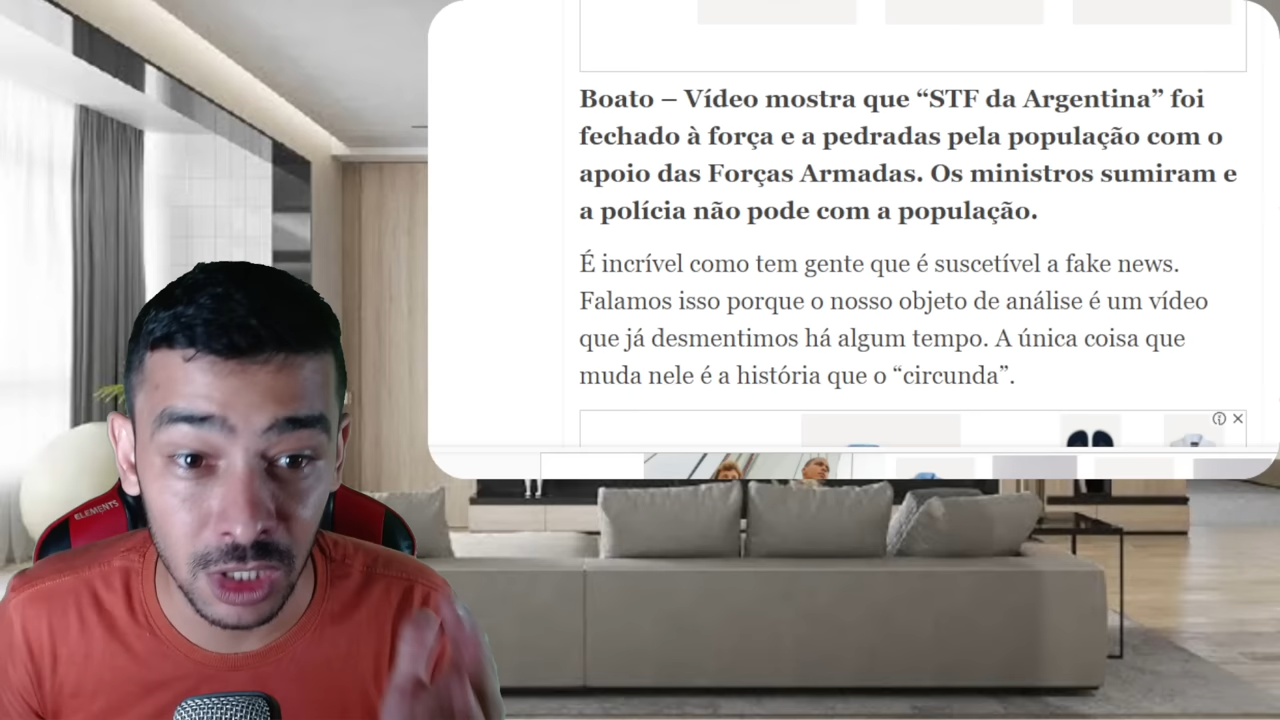 Boato – Vídeo mostra que “STF da Argentina” foi
fechado à força e a pedradas pela população com o
apoio das Forças Armadas. Os ministros sumiram e
a polícia não pode com a população.
É incrível como tem gente que é suscetível a fake news.
Falamos isso porque o nosso objeto de análise é um vídeo
que já desmentimos há algum tempo. A única coisa que
muda nele é a história que o “circunda”.
ELEMENTS